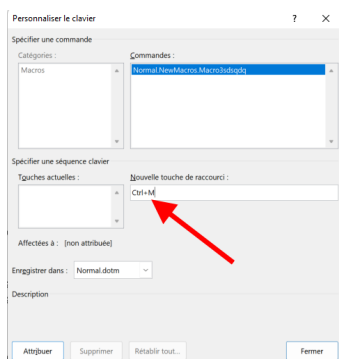 Personnaliser le clavier ? ×
Spécifier une commande
Catégories : Commandes :
Macros Normal.NewMacros.Macro3sdsqdq
Spécifier une séquence clavier
Touches actuelles : Nouvelle touche de raccourci :
Ctrl+M
Affectées à : [non attribuée]
Enregistrer dans : Normal.dotm
Description
Attribuer Supprimer Rétablir tout... Fermer